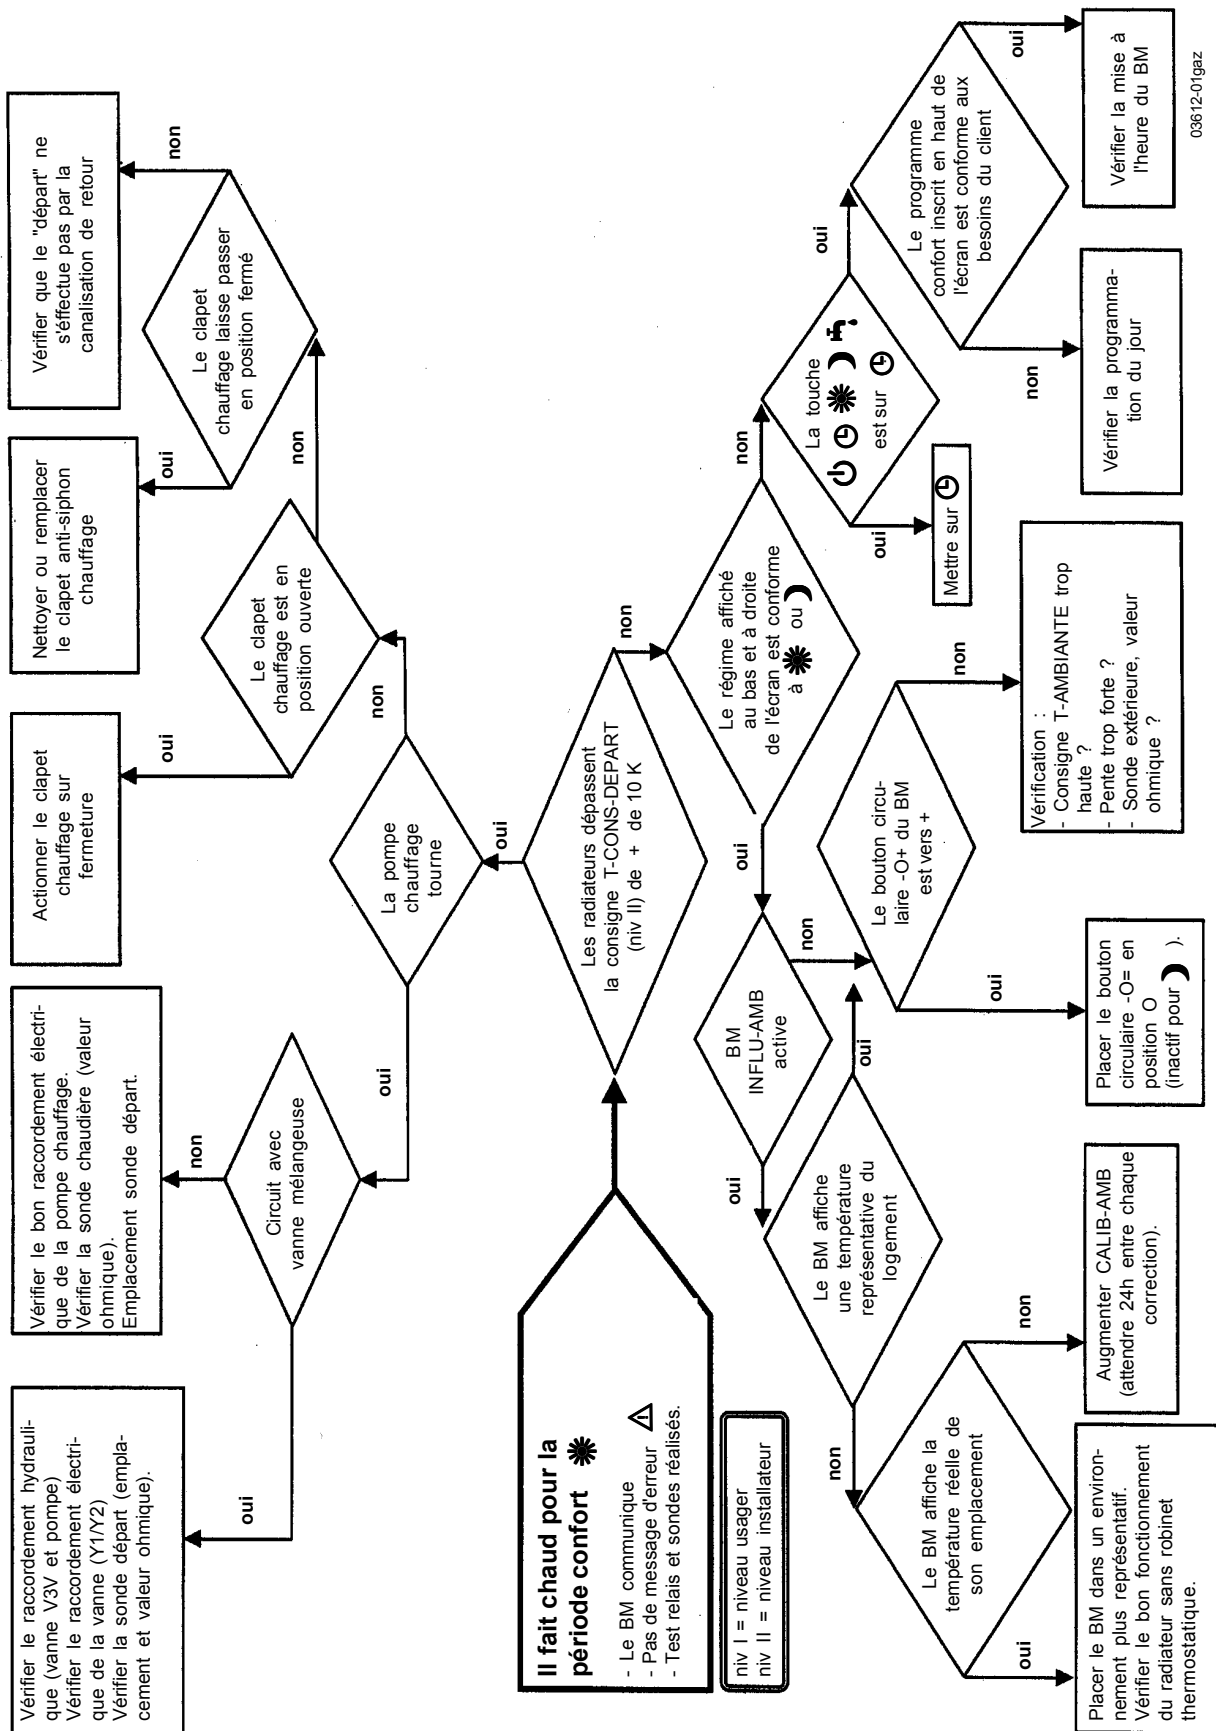 Il fait chaud pour la
période confort
- Le BM communique
- Pas de message d'erreur
- Test relais et sondes réalisés.
niv I = niveau usager
niv II = niveau installateur
Les radiateurs dépassent
la consigne T-CONS-DEPART
(niv II) de + de 10 K
oui
non
La pompe
chauffage
tourne
oui
non
Circuit avec
vanne mélangeuse
oui
non
Vérifier le raccordement hydrauli-
que (vanne V3V et pompe)
Vérifier le raccordement électri-
que de la vanne (Y1/Y2)
Vérifier la sonde départ (empla-
cement et valeur ohmique).
Vérifier le bon raccordement électri-
que de la pompe chauffage.
Vérifier la sonde chaudière (valeur
ohmique).
Emplacement sonde départ.
Le clapet
chauffage est en
position ouverte
oui
non
Actionner le clapet
chauffage sur
fermeture
Le clapet
chauffage laisse passer
en position fermé
oui
non
Nettoyer ou remplacer
le clapet anti-siphon
chauffage
Vérifier que le "départ" ne
s'éffectue pas par la
canalisation de retour
Le régime affiché
au bas et à droite
de l'écran est conforme
à ou
oui
non
BM
INFLU-AMB
active
oui
non
Le BM affiche
une température
représentative du
logement
oui
non
Le BM affiche la
température réelle de
son emplacement
oui
non
Placer le BM dans un environ-
nement plus représentatif.
Vérifier le bon fonctionnement
du radiateur sans robinet
thermostatique.
Augmenter CALIB-AMB
(attendre 24h entre chaque
correction).
Le bouton circu-
laire -O+ du BM
est vers +
oui
non
Placer le bouton
circulaire -O= en
position O
(inactif pour ).
Vérification :
- Consigne T-AMBIANTE trop
haute ?
- Pente trop forte ?
- Sonde extérieure, valeur
ohmique ?
La touche
est sur
oui
oui
Mettre sur
Le programme
confort inscrit en haut de
l'écran est conforme aux
besoins du client
non
oui
Vérifier la programma-
tion du jour
Vérifier la mise à
l'heure du BM
03612-01gaz